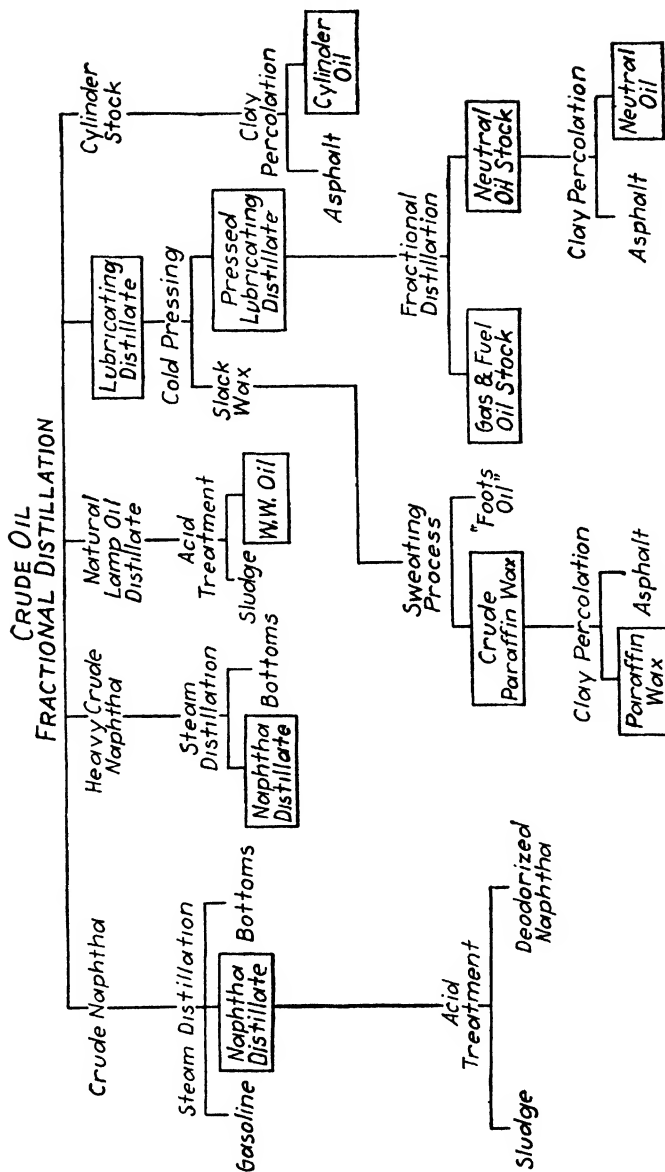 CRUDE OIL
FRACTIONAL DISTILLATION
Crude Naphtha
Steam Distillation
Gasoline
Naphtha
Distillate
Bottoms
Acid
Treatment
Sludge
Deodorized
Naphtha
Heavy Crude
Naphtha
Steam
Distillation
Naphtha
Distillate
Bottoms
Natural
Lamp Oil
Distillate
Acid
Treatment
Sludge
W.W. Oil
Lubricating
Distillate
Cold Pressing
Slack
Wax
Pressed
Lubricating
Distillate
Sweating
Process
Crude
Paraffin Wax
"Foots
Oil"
Clay Percolation
Paraffin
Wax
Asphalt
Fractional
Distillation
Gas & Fuel
Oil Stock
Neutral
Oil Stock
Clay Percolation
Asphalt
Neutral
Oil
Cylinder
Stock
Clay
Percolation
Asphalt
Cylinder
Oil